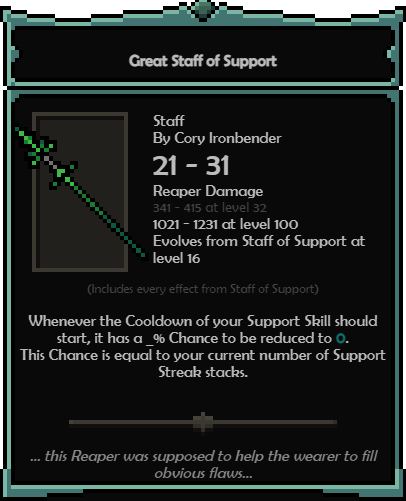 Great Staff of Support
Staff
By Cory Ironbender
21 - 31
Reaper Damage
341 - 415 at level 32
1021 - 1231 at level 100
Evolves from Staff of Support at
level 16
(Includes every effect from Staff of Support)
Whenever the Cooldown of your Support Skill should
start, it has a _% Chance to be reduced to 0.
This Chance is equal to your current number of Support
Streak stacks.
... this Reaper was supposed to help the wearer to fill
obvious flaws...